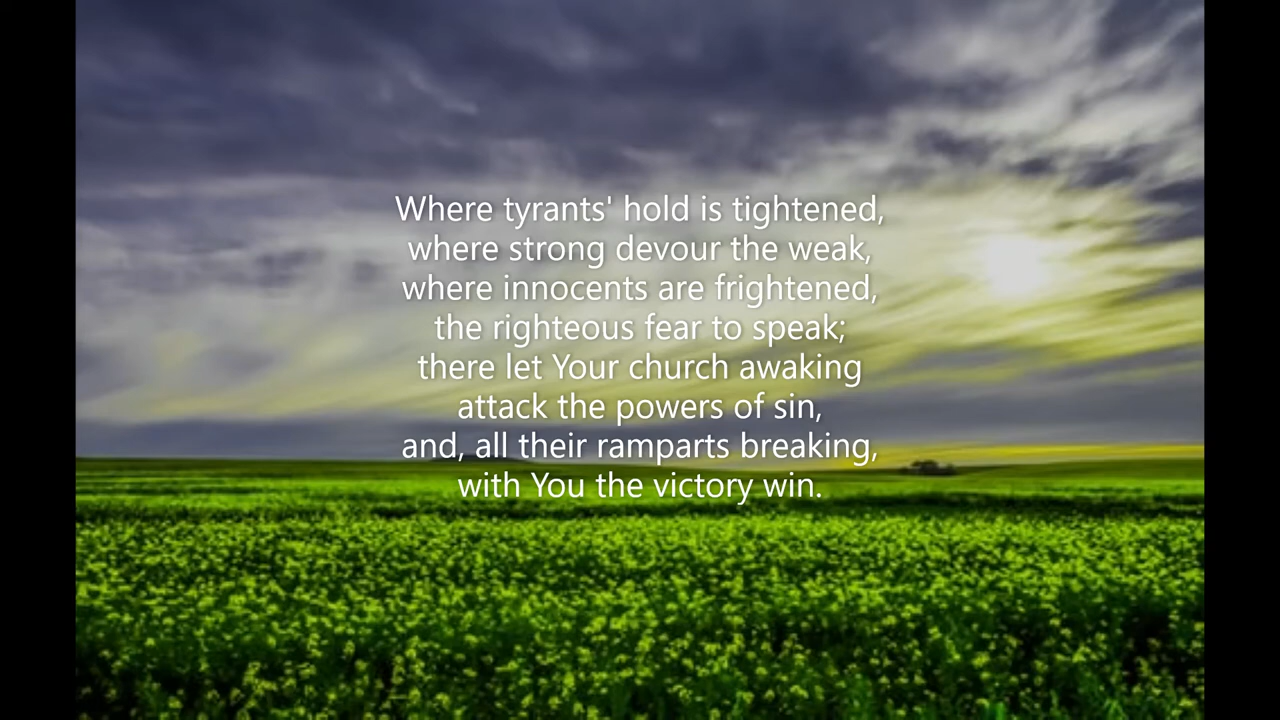 Where tyrants' hold is tightened,
where strong devour the weak,
where innocents are frightened,
the righteous fear to speak;
there let Your church awaking
attack the powers of sin,
and, all their ramparts breaking,
with You the victory win.